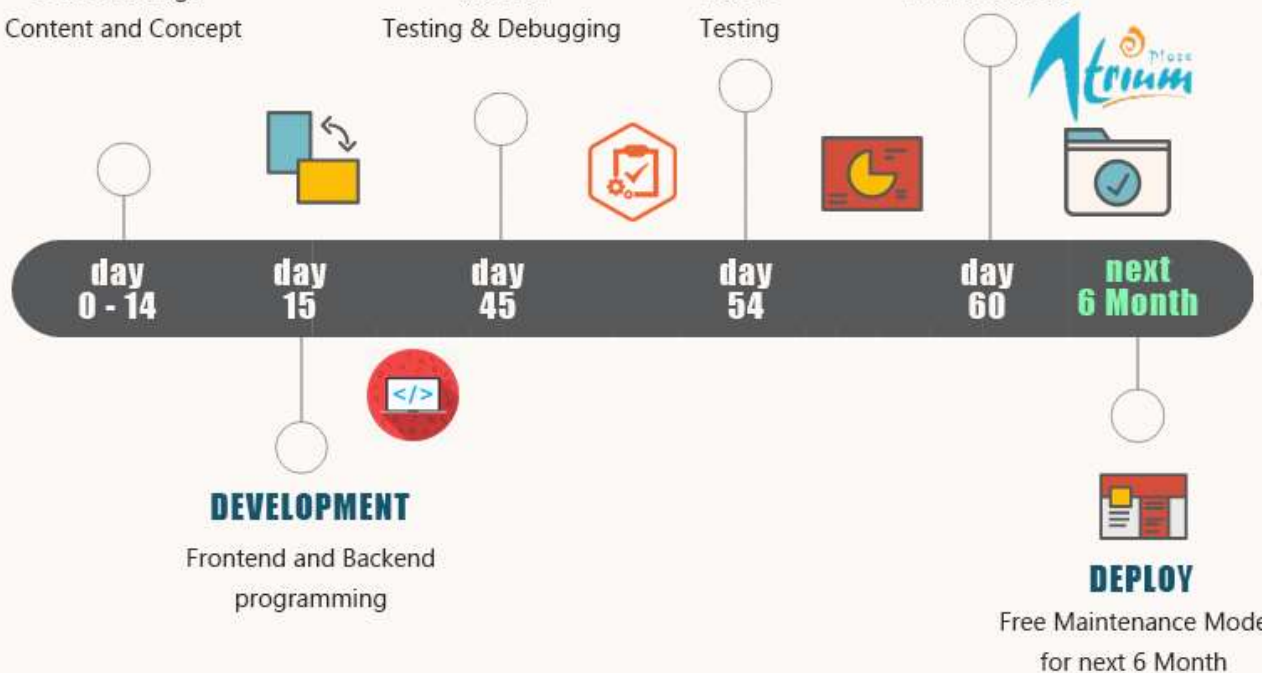 Content and Concept
Testing & Debugging
Testing
Atrium
Plaza
day
0 - 14
day
15
day
45
day
54
day
60
next
6 Month
</>
DEVELOPMENT
Frontend and Backend
programming
DEPLOY
Free Maintenance Mode
for next 6 Month